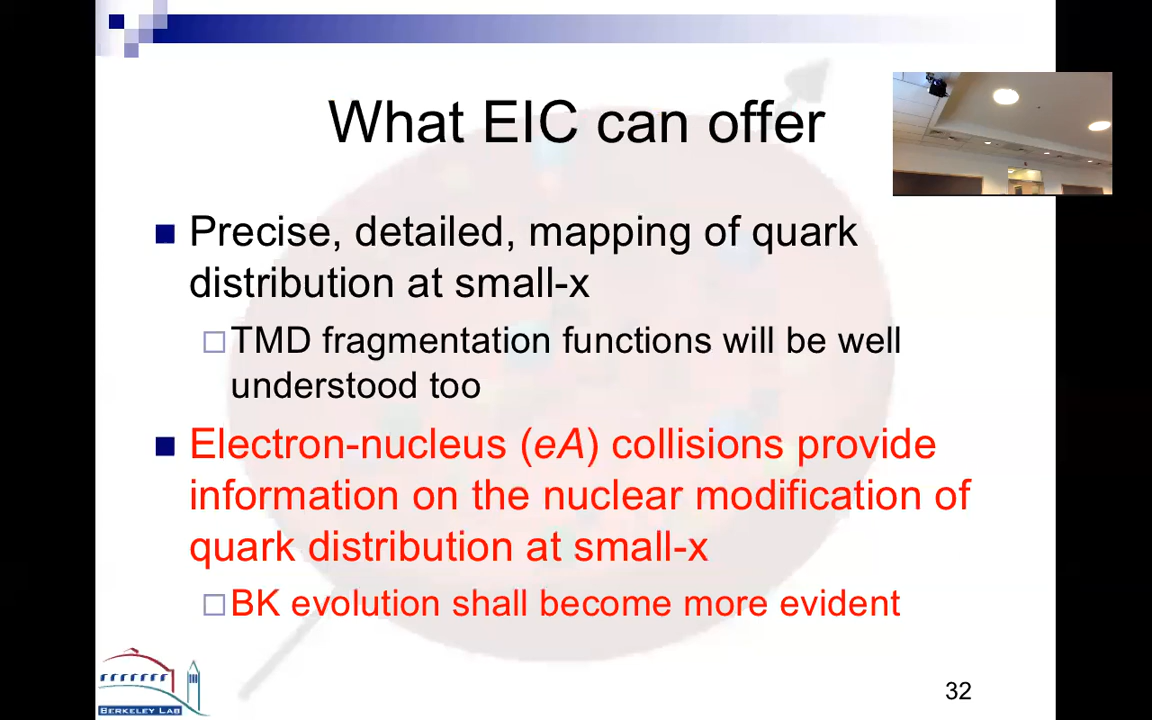 What EIC can offer
Precise, detailed, mapping of quark
distribution at small-x
TMD fragmentation functions will be well
understood too
Electron-nucleus (eA) collisions provide
information on the nuclear modification of
quark distribution at small-x
BK evolution shall become more evident
BERKELEY LAB
32